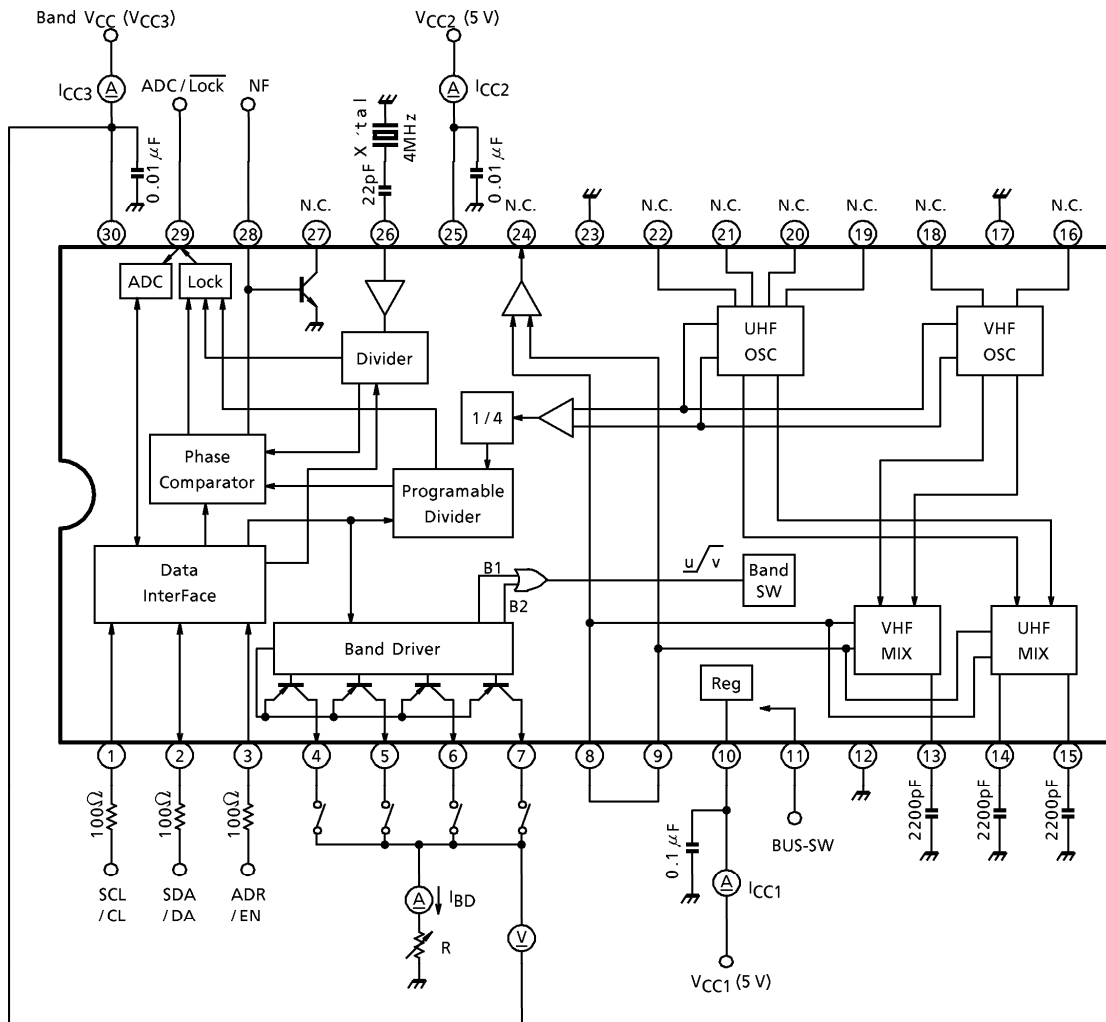 Band VCC (VCC3)
VCC2 (5 V)
ICC3
ADC/Lock
NF
ICC2
A
A
X'tal
4MHz
22pF
0.01 μF
0.01 μF
N.C.
N.C.
N.C.
N.C.
N.C.
N.C.
N.C.
N.C.
30
29
28
27
26
25
24
23
22
21
20
19
18
17
16
ADC
Lock
Divider
UHF
OSC
VHF
OSC
1/4
Phase
Comparator
Programable
Divider
Data
InterFace
B1
B2
u/v
Band
SW
Band Driver
VHF
MIX
UHF
MIX
Reg
1
2
3
4
5
6
7
8
9
10
11
12
13
14
15
100Ω
100Ω
100Ω
0.1 μF
2200pF
2200pF
2200pF
BUS-SW
SCL
/CL
SDA
/DA
ADR
/EN
A
IBD
A
ICC1
R
V
VCC1 (5 V)